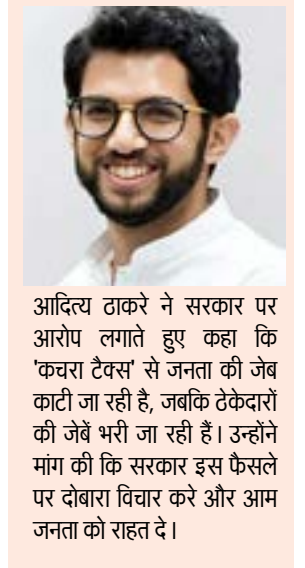 आदित्य ठाकरे ने सरकार पर
आरोप लगाते हुए कहा कि
'कचरा टैक्स' से जनता की जेब
काटी जा रही है, जबकि ठेकेदारों
की जेबें भरी जा रही हैं। उन्होंने
मांग की कि सरकार इस फैसले
पर दोबारा विचार करे और आम
जनता को राहत दे।